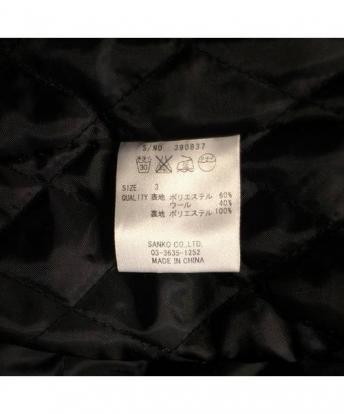 S/NO 390837
30
SIZE 3
QUALITY 表地 ポリエステル 60%
ウール 40%
裏地 ポリエステル 100%
SANKO CO.,LTD.
03-3635-1252
MADE IN CHINA